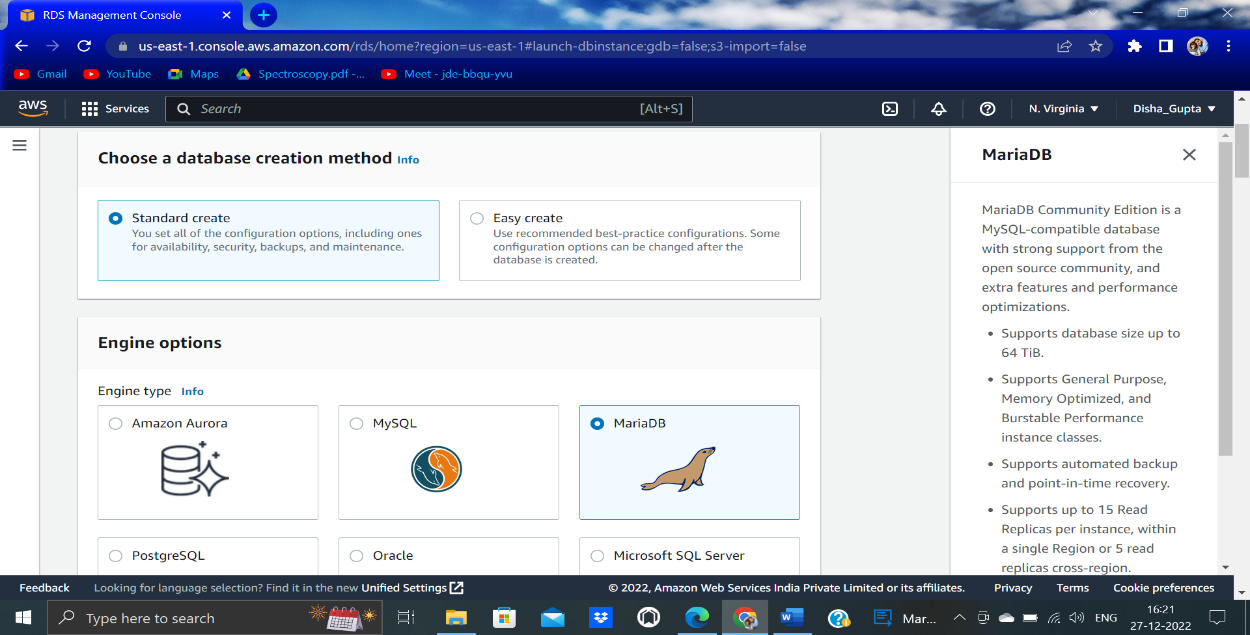 RDS Management Console
us-east-1.console.aws.amazon.com/rds/home?region=us-east-1#launch-dbinstance:gdb=false;s3-import=false
Gmail
YouTube
Maps
Spectroscopy.pdf -...
Meet - jde-bbqu-yvu
aws
Services
Search
[Alt+S]
N. Virginia
Disha_Gupta
Choose a database creation method Info
Standard create
You set all of the configuration options, including ones
for availability, security, backups, and maintenance.
Easy create
Use recommended best-practice configurations. Some
configuration options can be changed after the
database is created.
Engine options
Engine type Info
Amazon Aurora
MySQL
MariaDB
PostgreSQL
Oracle
Microsoft SQL Server
MariaDB
MariaDB Community Edition is a
MySQL-compatible database
with strong support from the
open source community, and
extra features and performance
optimizations.
• Supports database size up to
64 TiB.
• Supports General Purpose,
Memory Optimized, and
Burstable Performance
instance classes.
• Supports automated backup
and point-in-time recovery.
• Supports up to 15 Read
Replicas per instance, within
a single Region or 5 read
replicas cross-region.
Feedback
Looking for language selection? Find it in the new Unified Settings
© 2022, Amazon Web Services India Private Limited or its affiliates.
Privacy
Terms
Cookie preferences
Type here to search
Mar...
ENG
16:21
27-12-2022